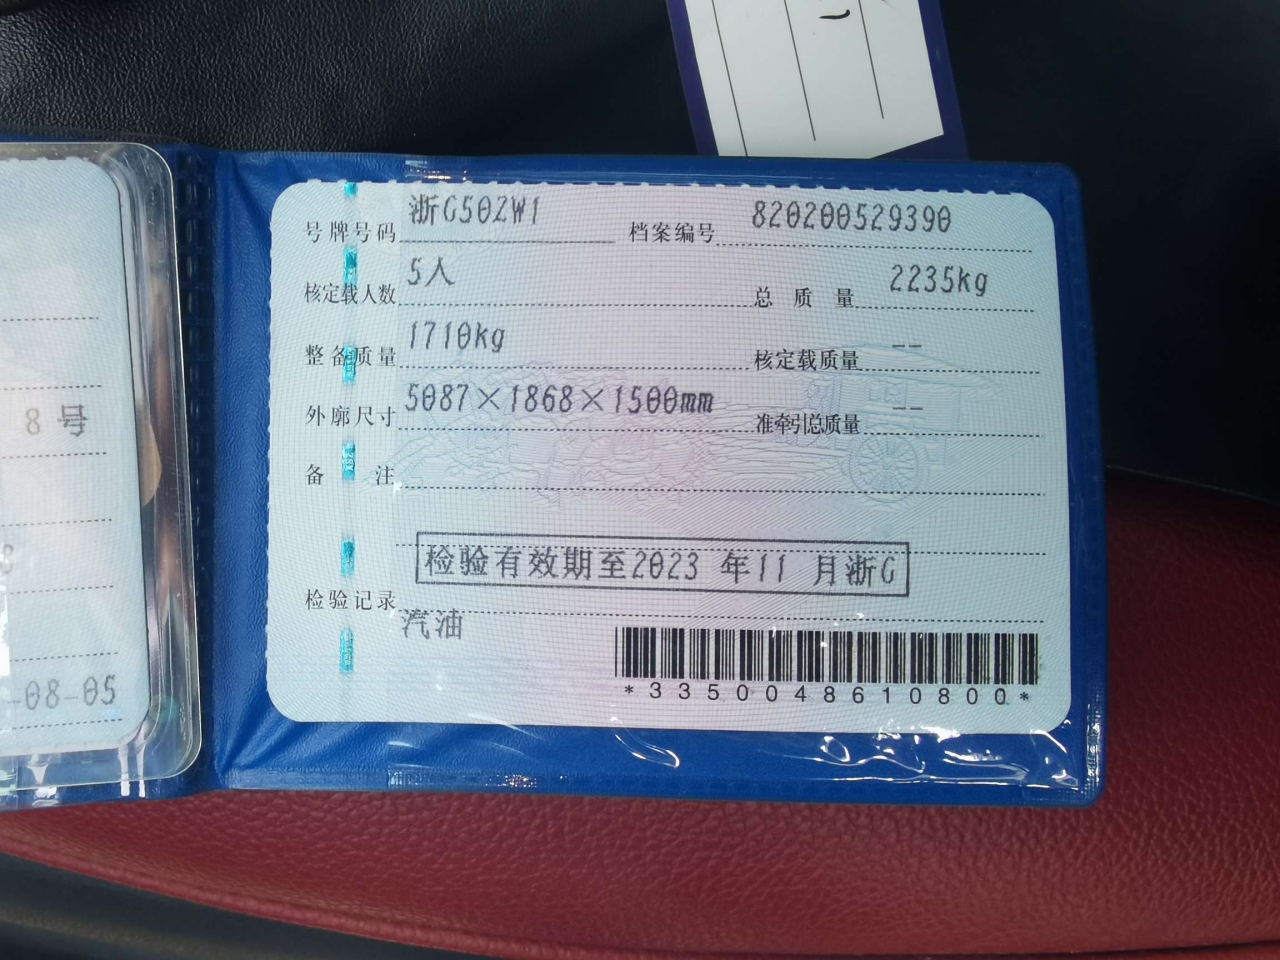 8号
-08-05
号牌号码 浙G502W1 档案编号 820200529390
核定载人数 5人 总质量 2235kg
整备质量 1710kg 核定载质量 --
外廓尺寸 5087×1868×1500mm 准牵引总质量 --
备注
检验有效期至2023 年11 月浙G
检验记录
汽油
*3350048610800*